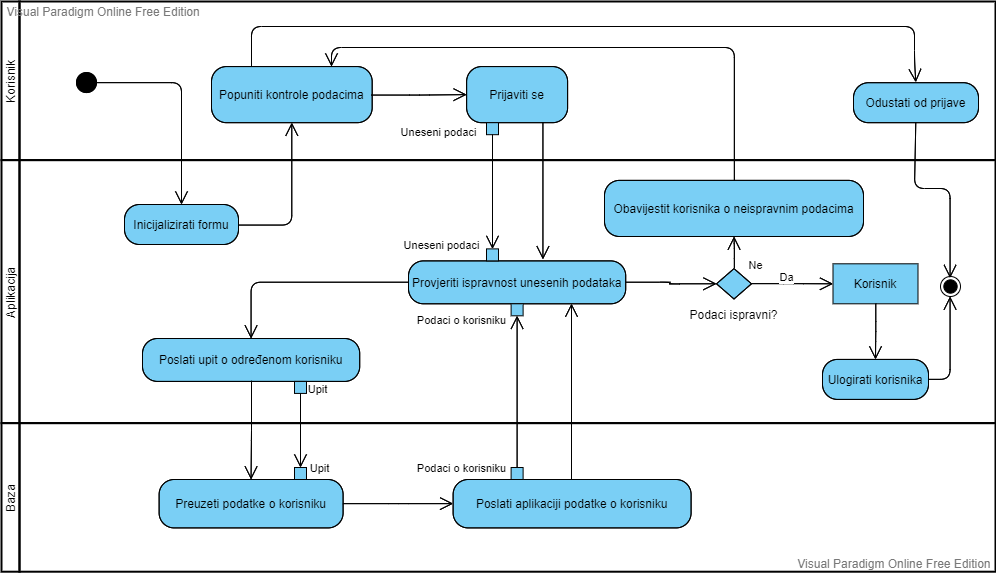 Visual Paradigm Online Free Edition
Korisnik
Popuniti kontrole podacima
Prijaviti se
Odustati od prijave
Uneseni podaci
Aplikacija
Inicijalizirati formu
Obavijestit korisnika o neispravnim podacima
Uneseni podaci
Ne
Provjeriti ispravnost unesenih podataka
Da
Korisnik
Podaci o korisniku
Podaci ispravni?
Poslati upit o određenom korisniku
Ulogirati korisnika
Upit
Baza
Upit
Podaci o korisniku
Preuzeti podatke o korisniku
Poslati aplikaciji podatke o korisniku
Visual Paradigm Online Free Edition